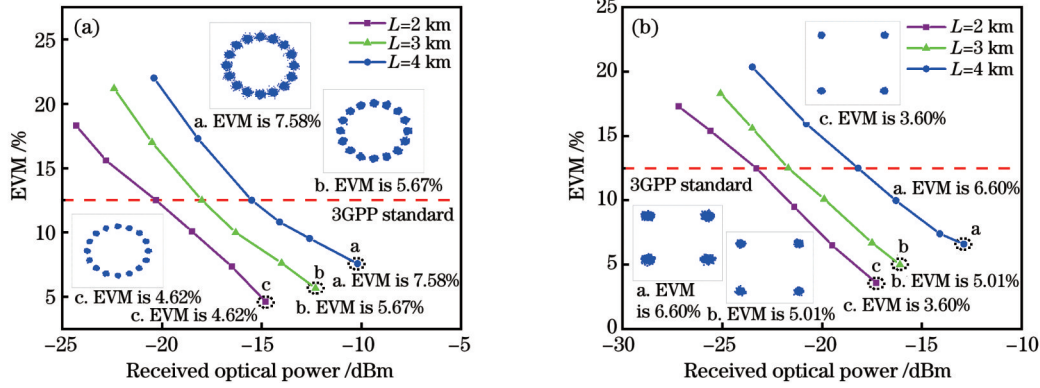 (a)
L=2 km
L=3 km
L=4 km
a. EVM is 7.58%
b. EVM is 5.67%
3GPP standard
c. EVM is 4.62%
a
a. EVM is 7.58%
b
b. EVM is 5.67%
c
c. EVM is 4.62%
EVM /%
25
20
15
10
5
-25
-20
-15
-10
-5
Received optical power /dBm
(b)
L=2 km
L=3 km
L=4 km
c. EVM is 3.60%
3GPP standard
a. EVM is 6.60%
a
a. EVM
is 6.60%
b. EVM is 5.01%
b
b. EVM is 5.01%
c
c. EVM is 3.60%
EVM /%
25
20
15
10
5
0
-30
-25
-20
-15
-10
Received optical power /dBm